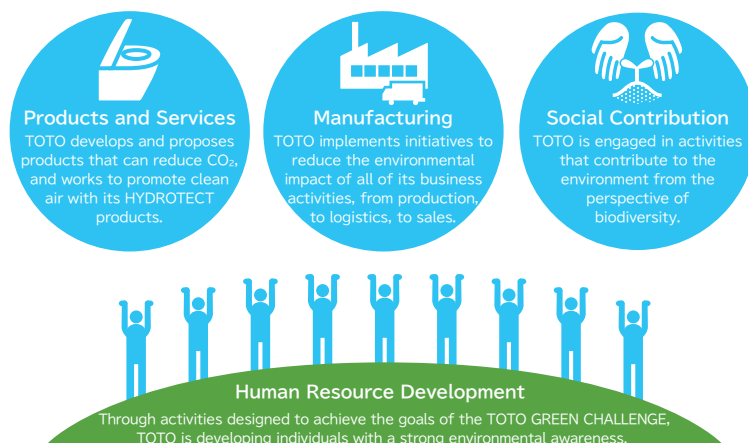 Products and Services
TOTO develops and proposes
products that can reduce CO₂,
and works to promote clean
air with its HYDROTECT
products.
Manufacturing
TOTO implements initiatives to
reduce the environmental
impact of all of its business
activities, from production,
to logistics, to sales.
Social Contribution
TOTO is engaged in activities
that contribute to the
environment from the
perspective of
biodiversity.
Human Resource Development
Through activities designed to achieve the goals of the TOTO GREEN CHALLENGE,
TOTO is developing individuals with a strong environmental awareness.